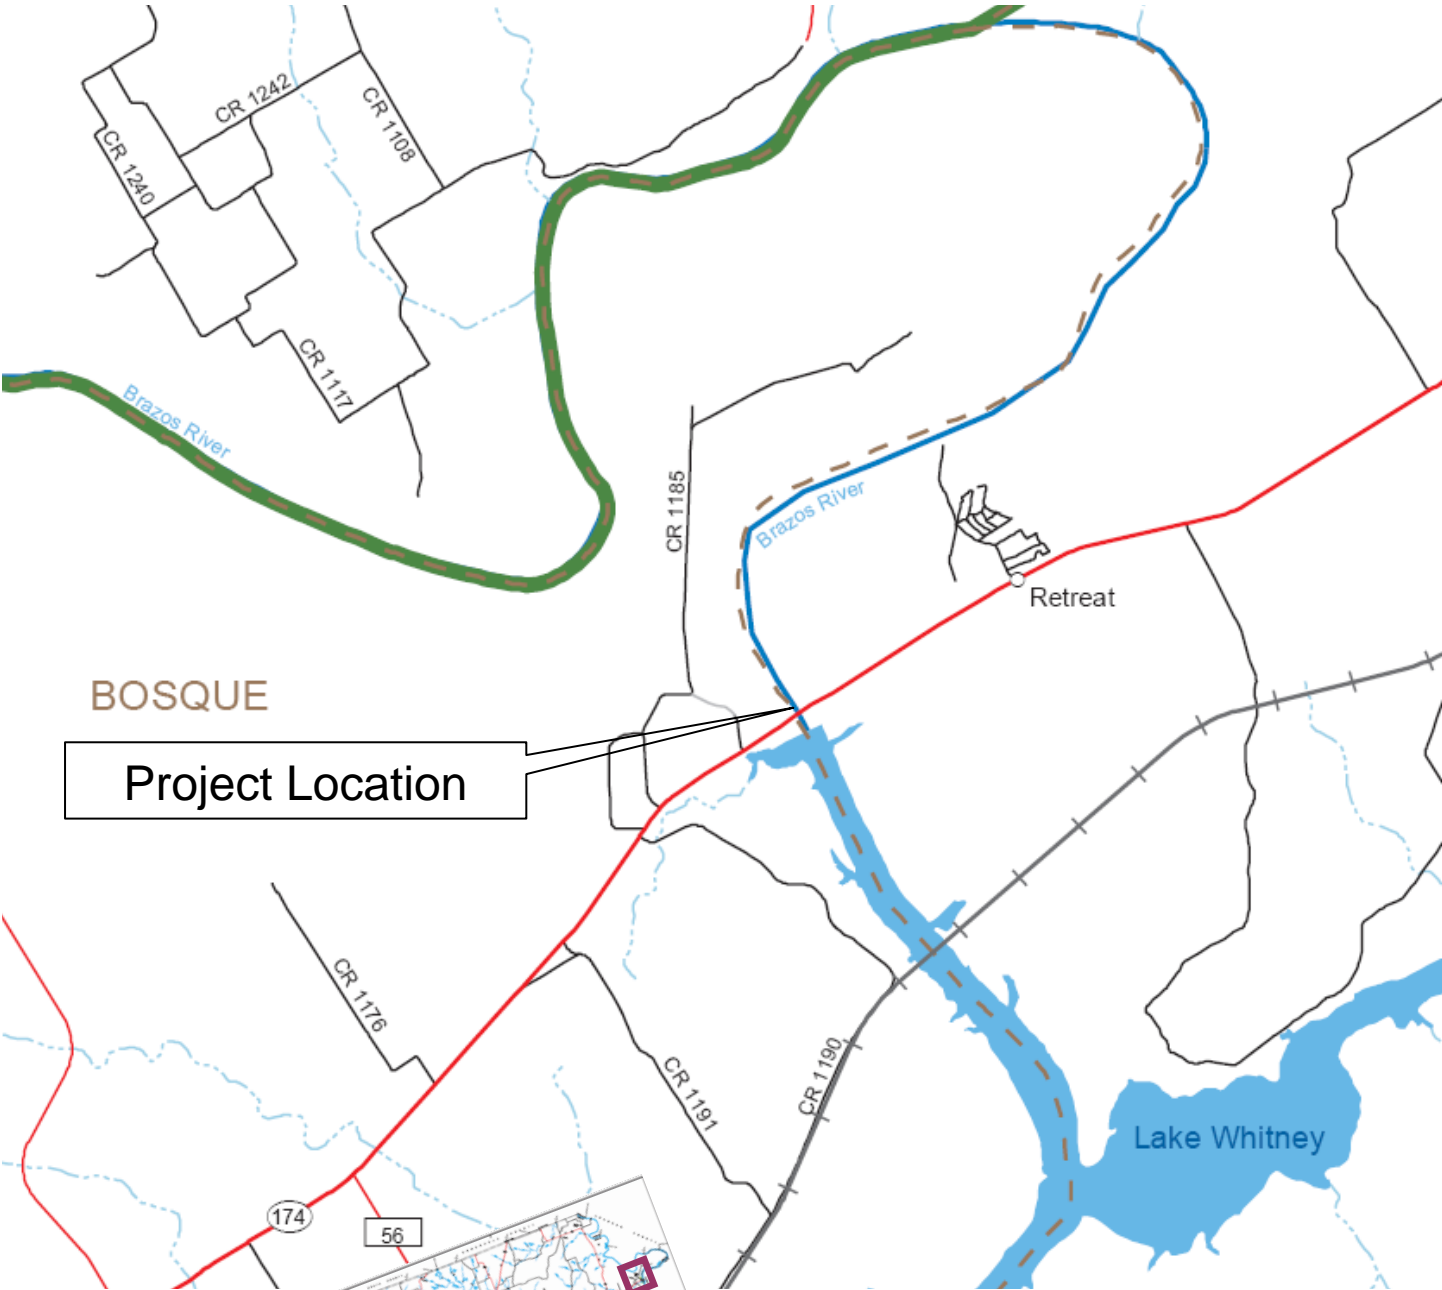 CR 1242
CR 1108
CR 1240
CR 1117
Brazos River
CR 1185
Brazos River
Retreat
BOSQUE
Project Location
CR 1176
CR 1191
CR 1190
Lake Whitney
174
56